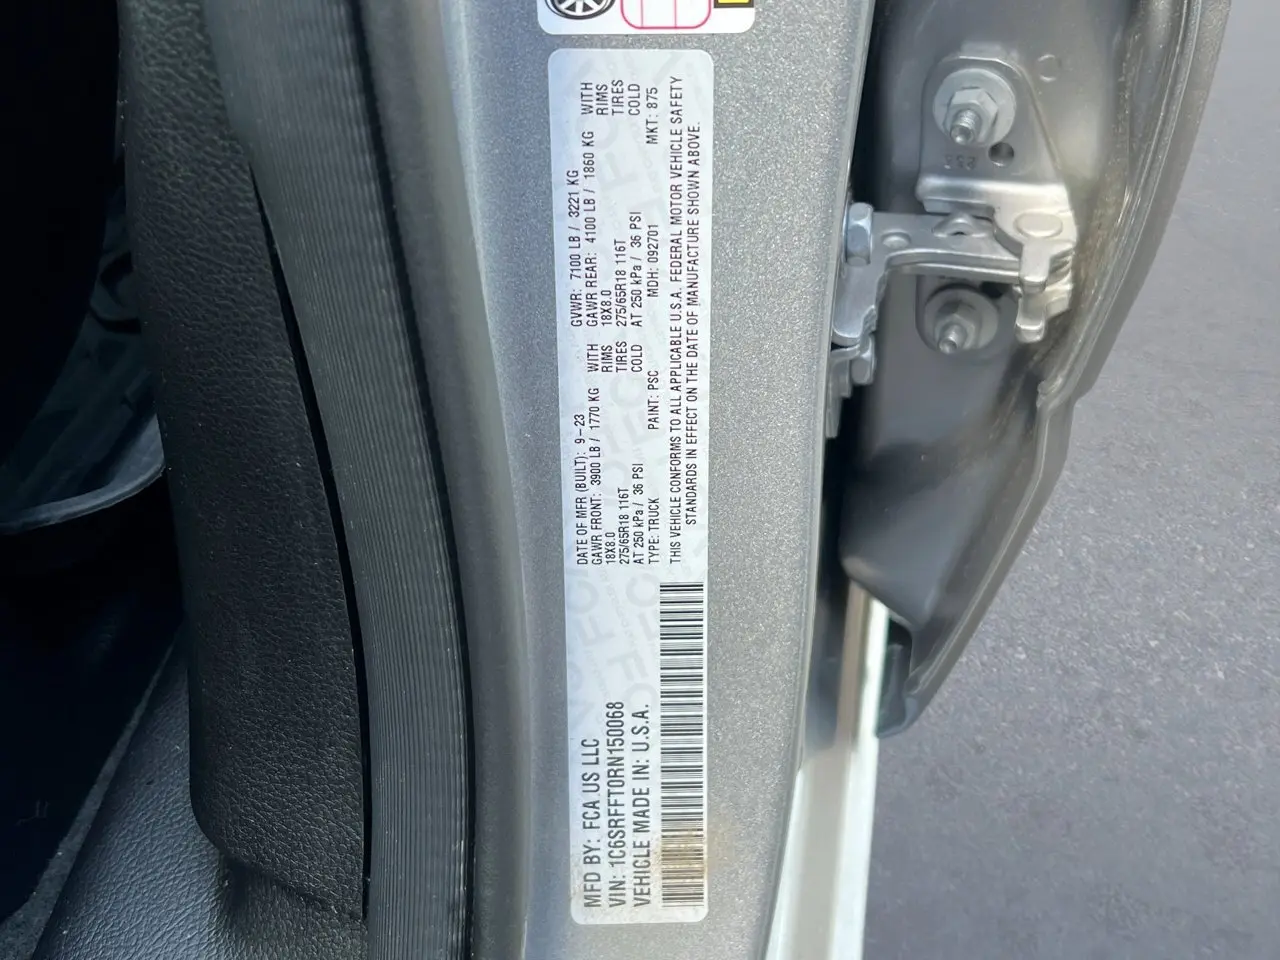 MFD BY: FCA US LLC
VIN: 1C6SRFFT0RN150068
VEHICLE MADE IN: U.S.A.
DATE OF MFR (BUILT): 9-23 GVWR: 7100 LB / 3221 KG
GAWR FRONT: 3900 LB / 1770 KG WITH GAWR REAR: 4100 LB / 1860 KG WITH
18X8.0 RIMS 18X8.0 RIMS
275/65R18 116T TIRES 275/65R18 116T TIRES
AT 250 kPa / 36 PSI COLD AT 250 kPa / 36 PSI COLD
TYPE: TRUCK PAINT: PSC MDH: 092701 MKT: 875
THIS VEHICLE CONFORMS TO ALL APPLICABLE U.S.A. FEDERAL MOTOR VEHICLE SAFETY
STANDARDS IN EFFECT ON THE DATE OF MANUFACTURE SHOWN ABOVE.